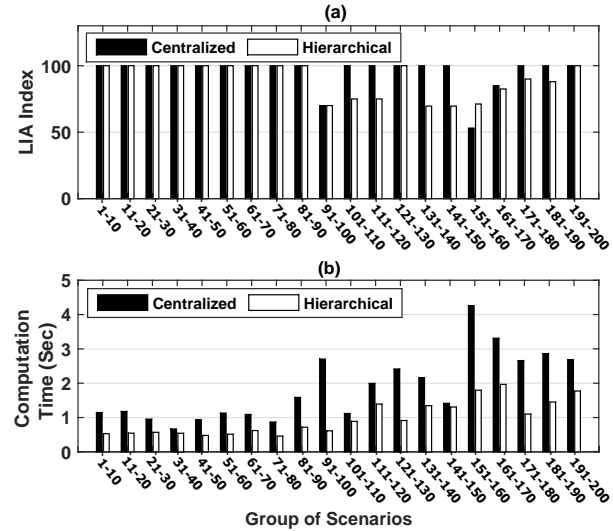 (a)
Centralized Hierarchical
LIA Index
100
50
0
1-10 11-20 21-30 31-40 41-50 51-60 61-70 71-80 81-90 91-100 101-110 111-120 121-130 131-140 141-150 151-160 161-170 171-180 181-190 191-200
(b)
Centralized Hierarchical
Computation
Time (Sec)
5
4
3
2
1
0
1-10 11-20 21-30 31-40 41-50 51-60 61-70 71-80 81-90 91-100 101-110 111-120 121-130 131-140 141-150 151-160 161-170 171-180 181-190 191-200
Group of Scenarios